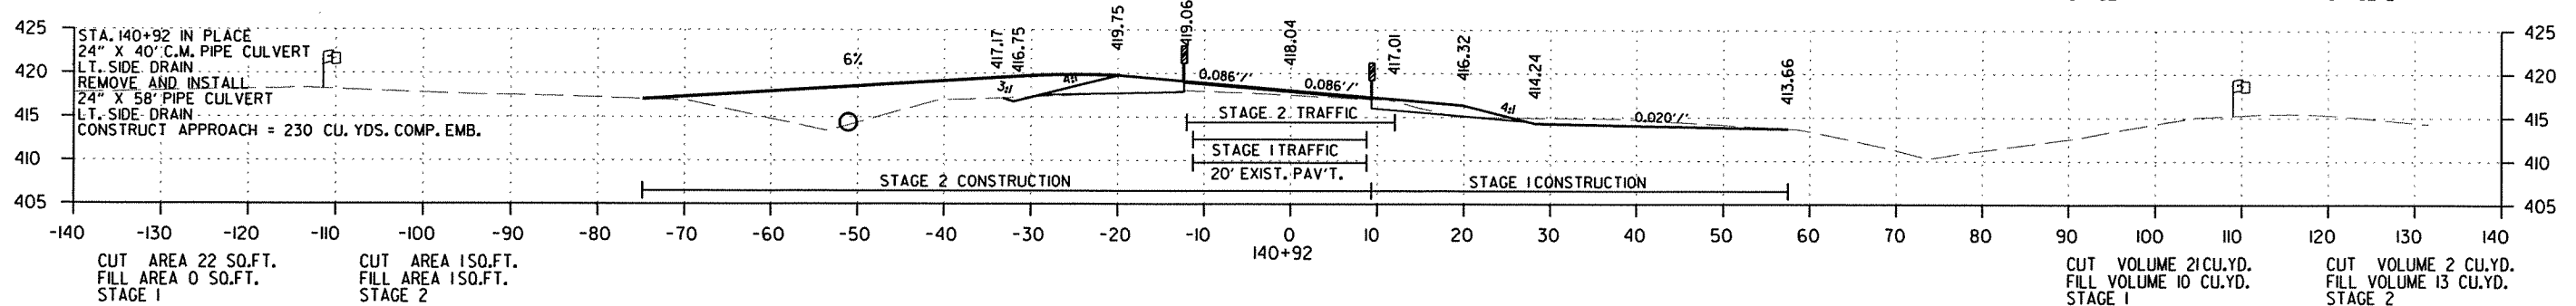 425
STA. 140+92 IN PLACE
24" X 40' C.M. PIPE CULVERT
LT. SIDE DRAIN
REMOVE AND INSTALL
24" X 58' PIPE CULVERT
LT. SIDE DRAIN
CONSTRUCT APPROACH = 230 CU. YDS. COMP. EMB.
420
415
410
405
6%
417.17
416.75
419.75
419.06
418.04
417.01
416.32
414.24
413.66
3:1
4:1
0.086'/'
0.086'/'
4:1
0.020'/'
STAGE 2 TRAFFIC
STAGE 1 TRAFFIC
20' EXIST. PAV'T.
STAGE 2 CONSTRUCTION
STAGE 1 CONSTRUCTION
425
420
415
410
405
-140 -130 -120 -110 -100 -90 -80 -70 -60 -50 -40 -30 -20 -10 0 10 20 30 40 50 60 70 80 90 100 110 120 130 140
140+92
CUT AREA 22 SQ.FT.
FILL AREA 0 SQ.FT.
STAGE 1
CUT AREA 1 SQ.FT.
FILL AREA 1 SQ.FT.
STAGE 2
CUT VOLUME 21 CU.YD.
FILL VOLUME 10 CU.YD.
STAGE 1
CUT VOLUME 2 CU.YD.
FILL VOLUME 13 CU.YD.
STAGE 2